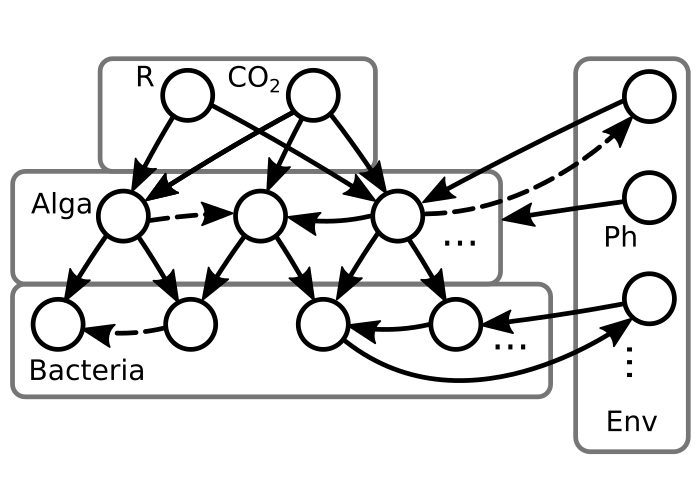 R
CO₂
Alga
...
Ph
Bacteria
...
⋮
Env